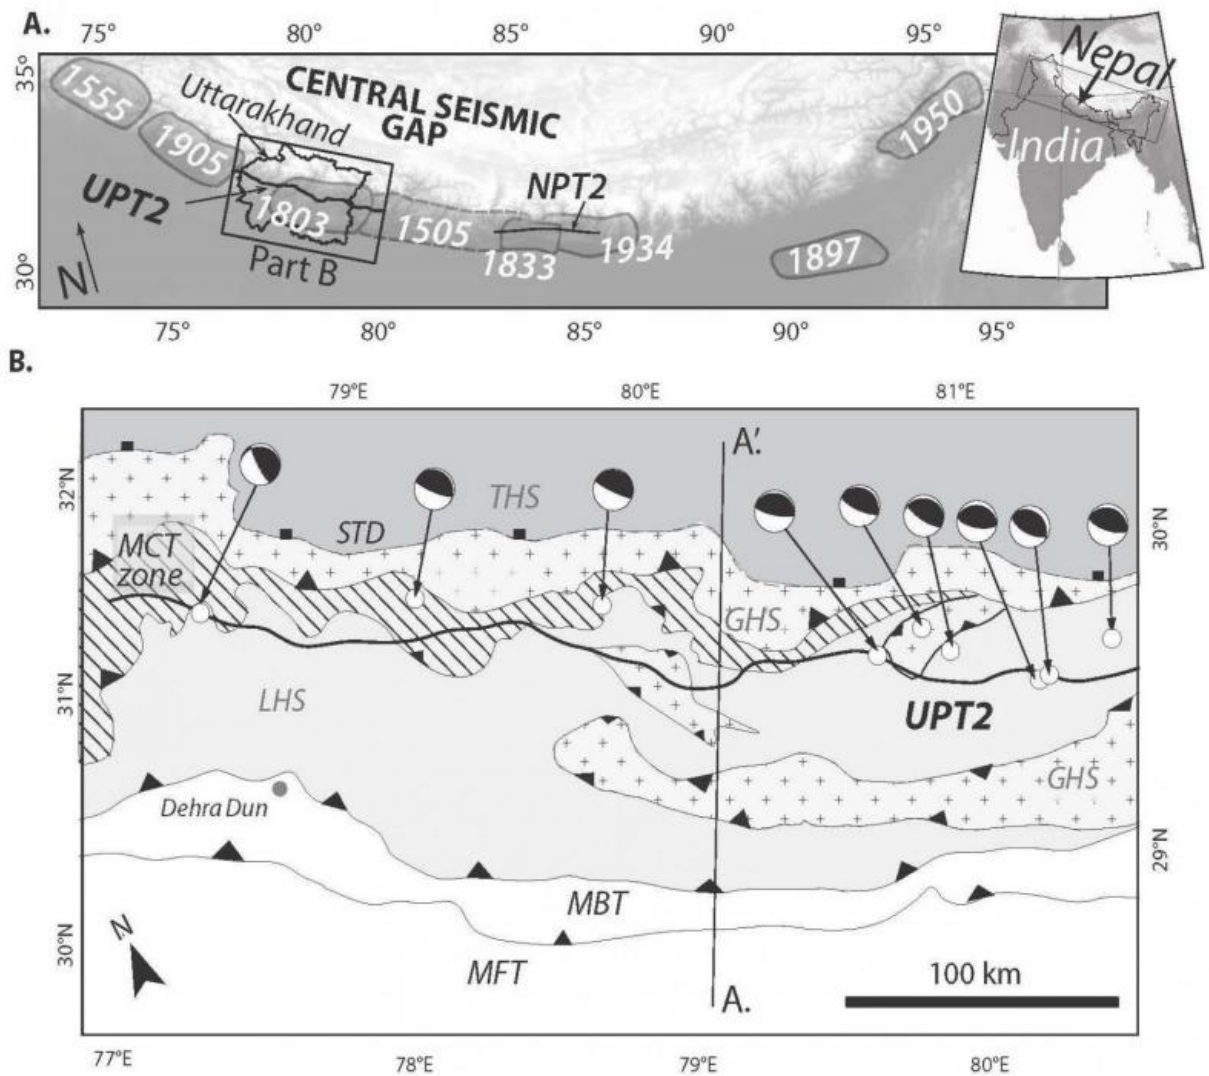 A.
75°
80°
85°
90°
95°
35°
30°
1555
1905
Uttarakhand
CENTRAL SEISMIC
GAP
UPT2
1803
1505
NPT2
1833
1934
1897
1950
Part B
N
Nepal
India
75°
80°
85°
90°
95°
B.
79°E
80°E
81°E
32°N
31°N
30°N
30°N
29°N
A'.
THS
STD
MCT
zone
GHS
LHS
UPT2
GHS
Dehra Dun
MBT
N
MFT
A.
100 km
77°E
78°E
79°E
80°E